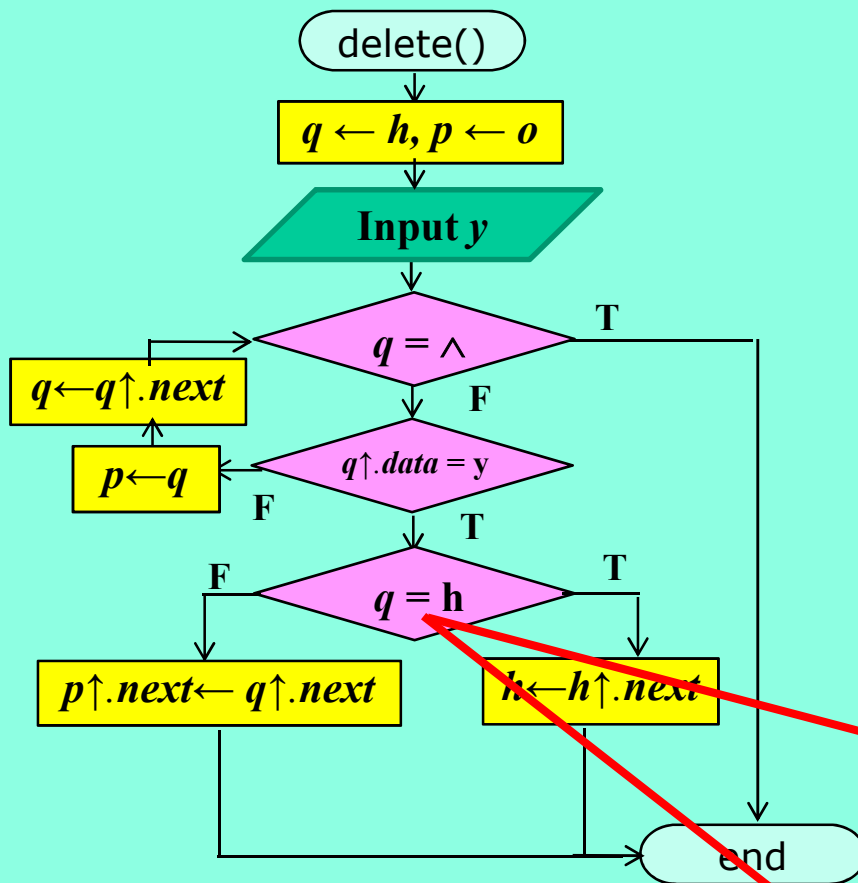 delete()
q ← h, p ← o
Input y
q = ∧
T
q←q↑.next
F
q↑.data = y
p←q
F
T
F
T
q = h
p↑.next← q↑.next
h←h↑.next
end